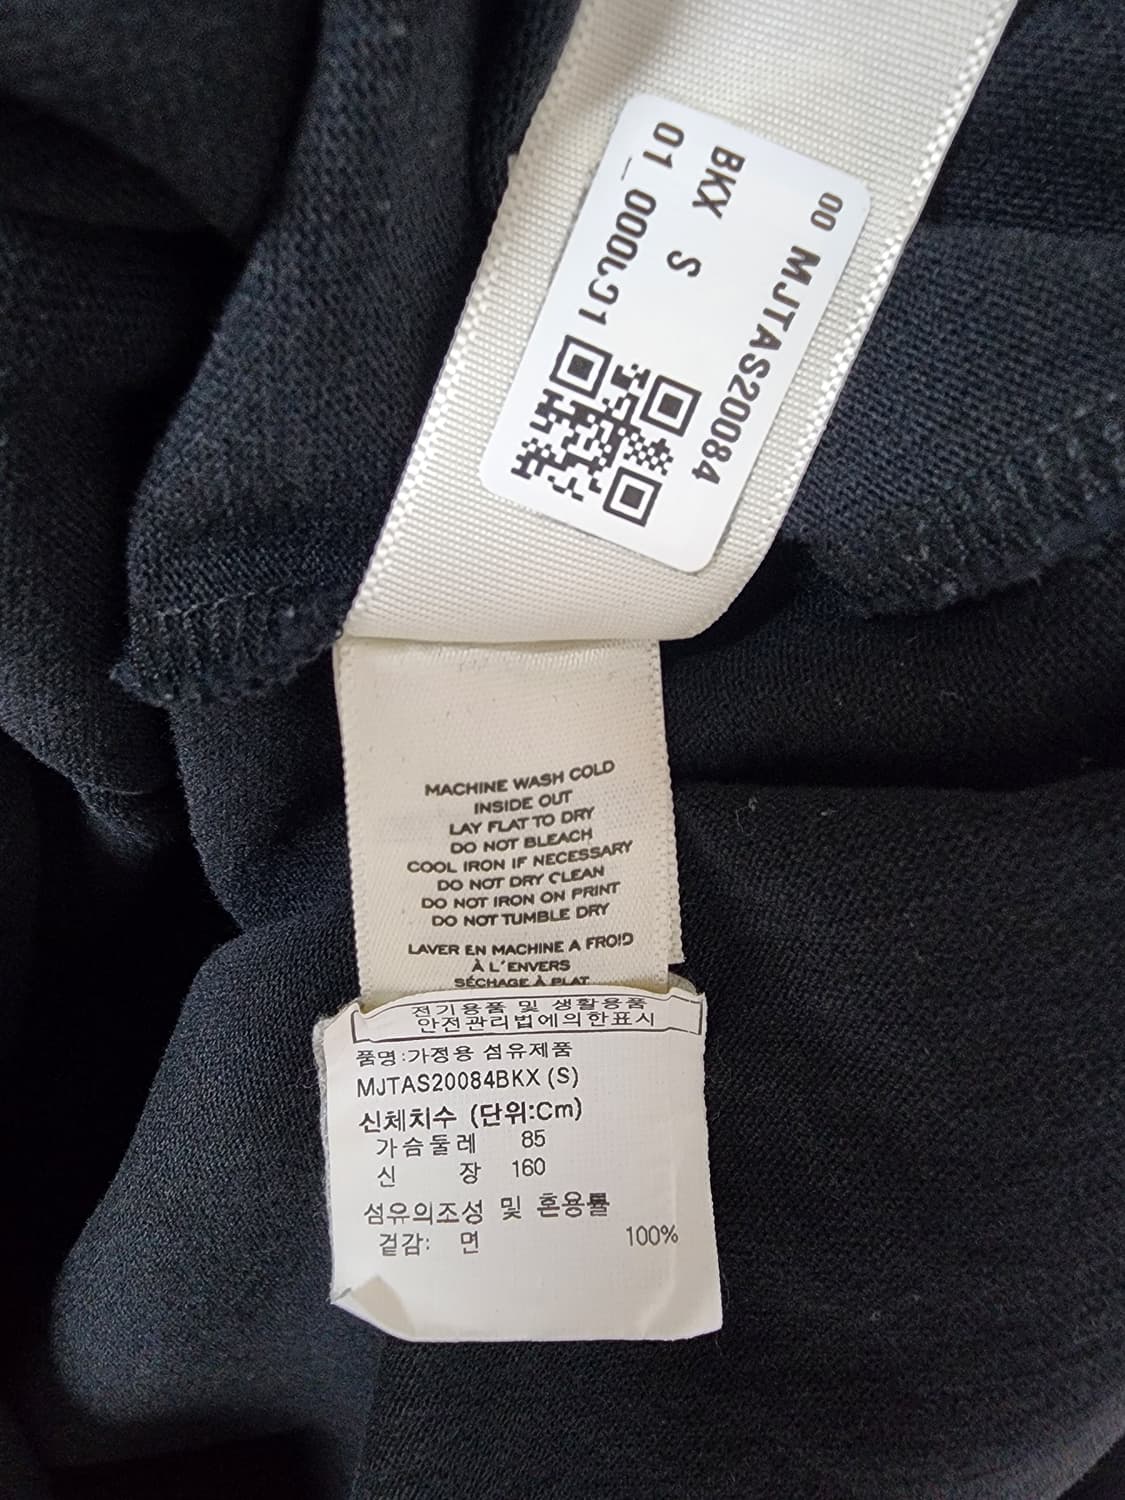 00 MJTAS20084
BKX S
MACHINE WASH COLD
INSIDE OUT
LAY FLAT TO DRY
DO NOT BLEACH
COOL IRON IF NECESSARY
DO NOT DRY CLEAN
DO NOT IRON ON PRINT
DO NOT TUMBLE DRY
LAVER EN MACHINE A FROID
À L'ENVERS
SÉCHAGE À PLAT
전기용품 및 생활용품
안전관리법에의한표시
품명:가정용 섬유제품
MJTAS20084BKX (S)
신체치수 (단위:Cm)
가슴둘레 85
신 장 160
섬유의조성 및 혼용률
겉감: 면 100%